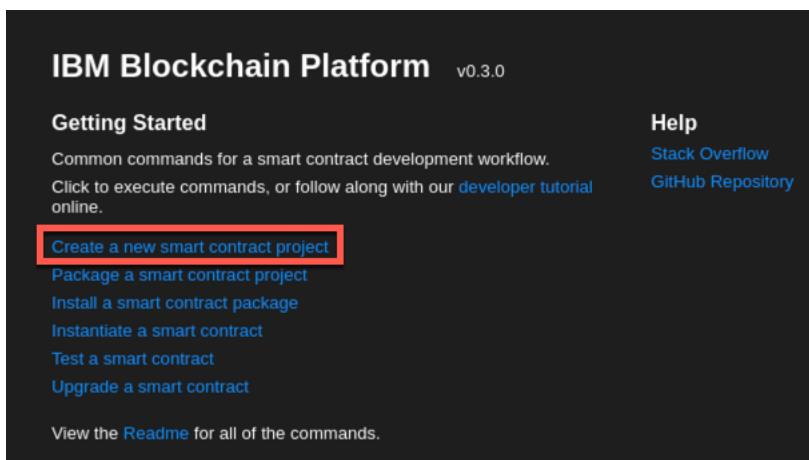 IBM Blockchain Platform v0.3.0
Getting Started
Common commands for a smart contract development workflow.
Click to execute commands, or follow along with our developer tutorial
online.
Create a new smart contract project
Package a smart contract project
Install a smart contract package
Instantiate a smart contract
Test a smart contract
Upgrade a smart contract
View the Readme for all of the commands.
Help
Stack Overflow
GitHub Repository